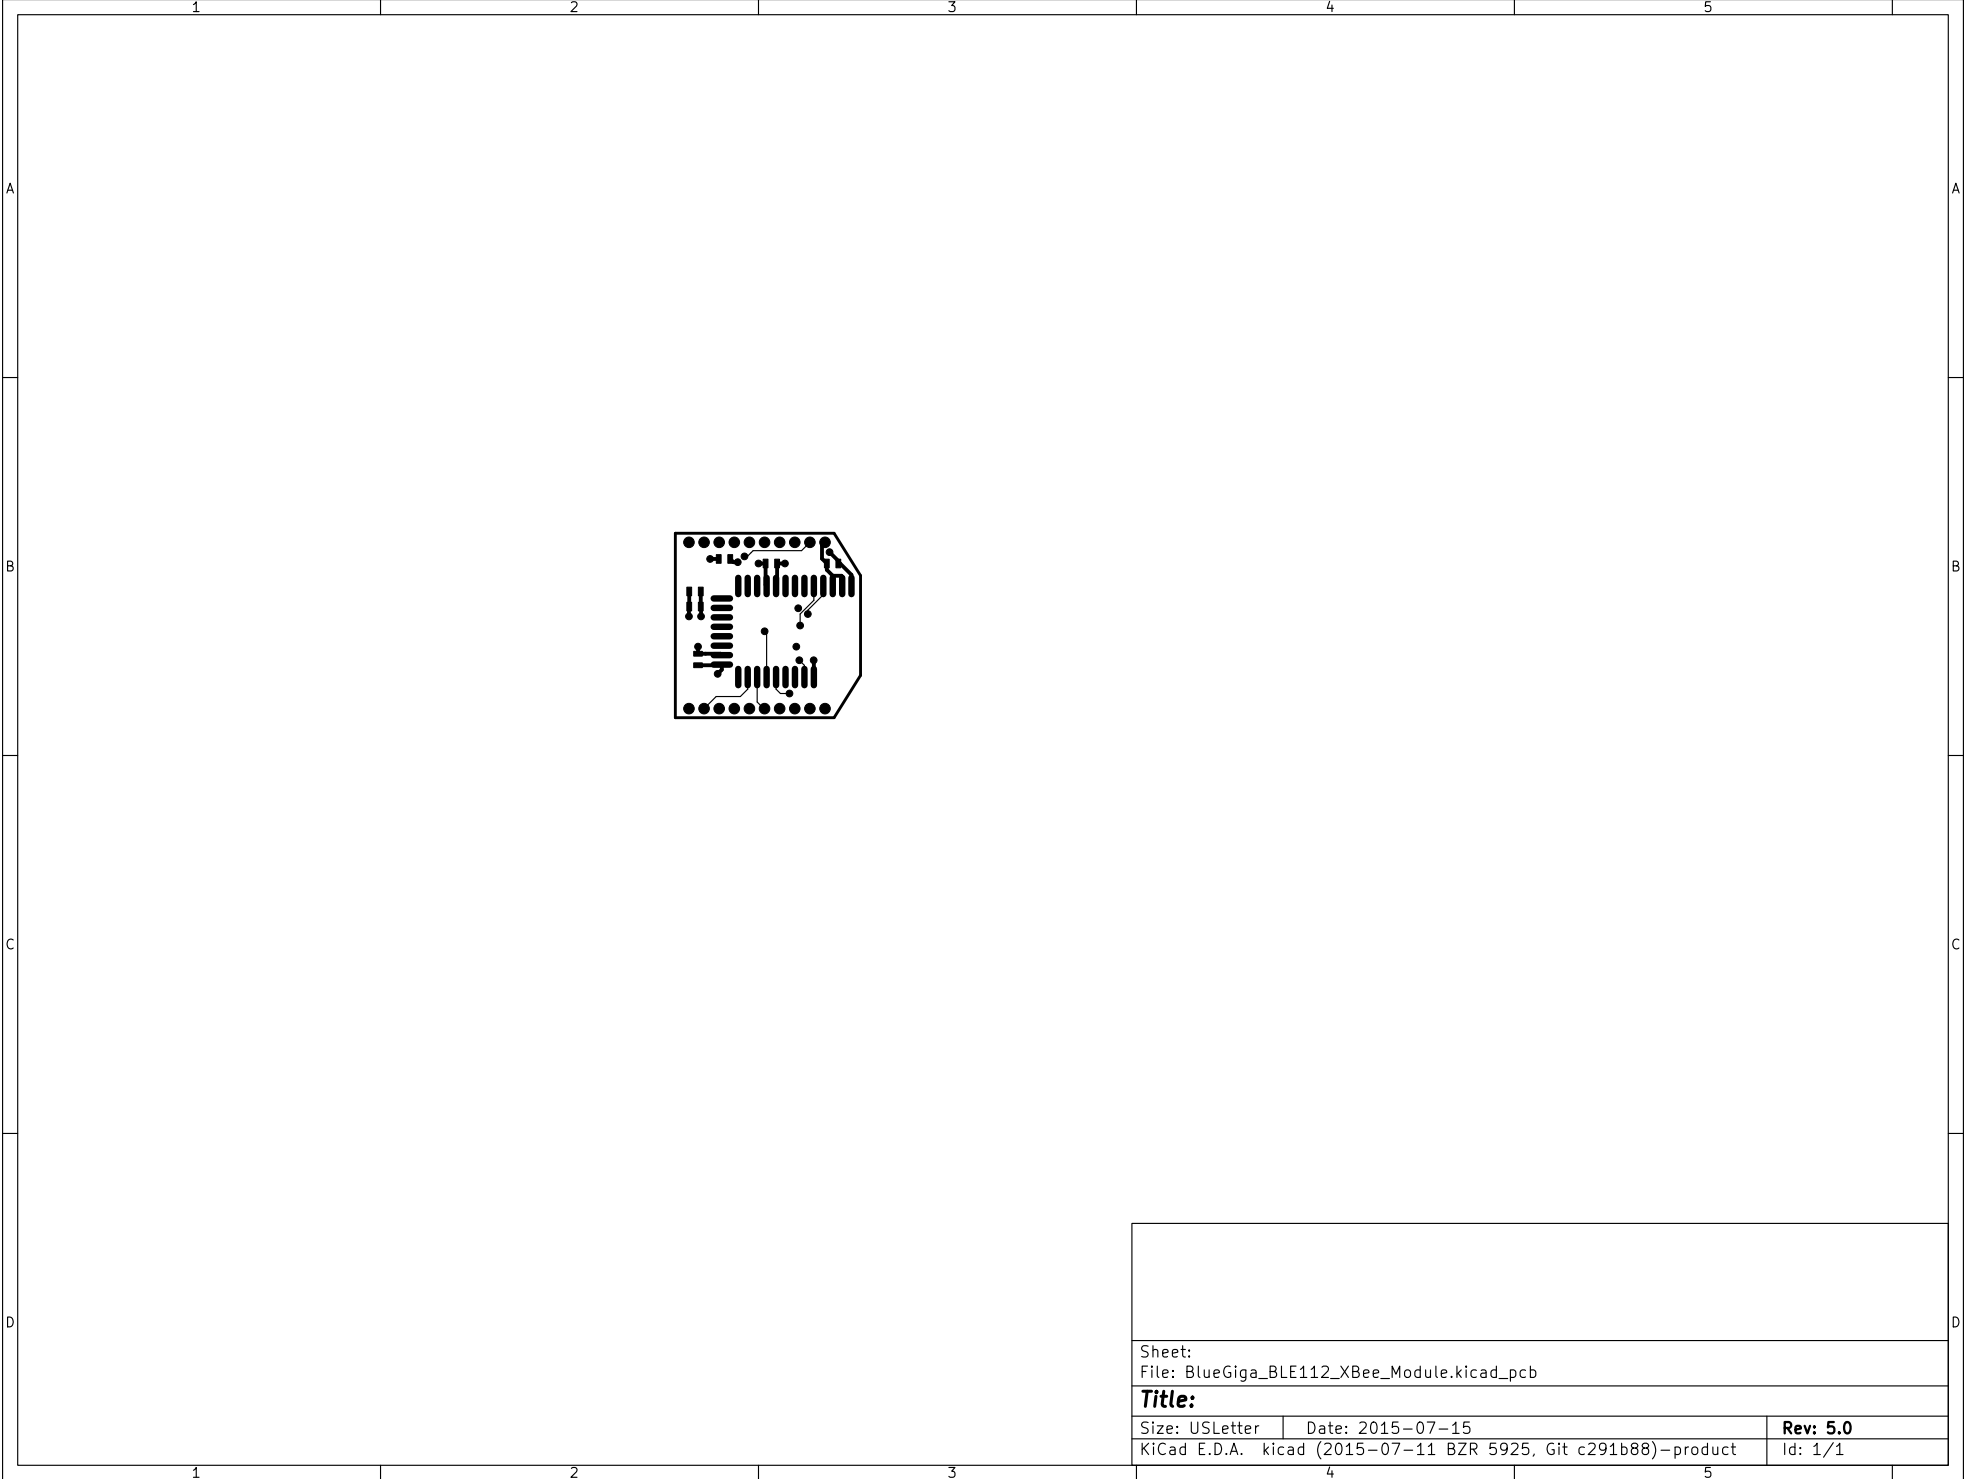 1 2 3 4 5
A A
B B
C C
D D
Sheet:
File: BlueGiga_BLE112_XBee_Module.kicad_pcb
Title:
Size: USLetter Date: 2015-07-15 Rev: 5.0
KiCad E.D.A. kicad (2015-07-11 BZR 5925, Git c291b88)-product Id: 1/1
1 2 3 4 5